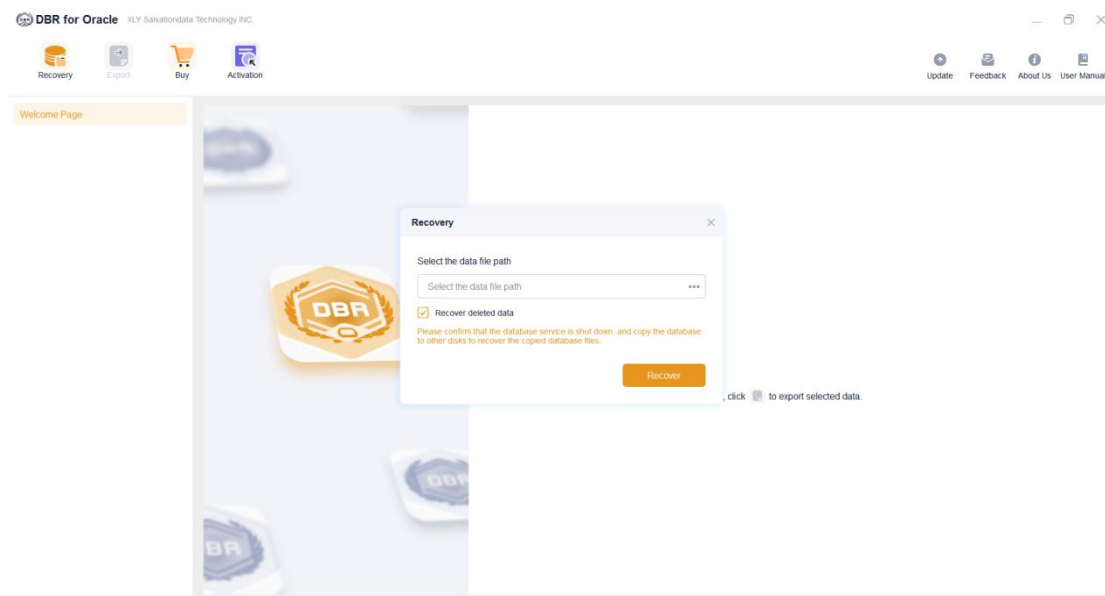 DBR for Oracle XLY Salvationdata Technology INC.
Recovery Export Buy Activation
Update Feedback About Us User Manual
Welcome Page
Recovery
Select the data file path
Select the data file path
Recover deleted data
Please confirm that the database service is shut down, and copy the database
to other disks to recover the copied database files.
Recover
, click to export selected data.
DBR
DBR
BR